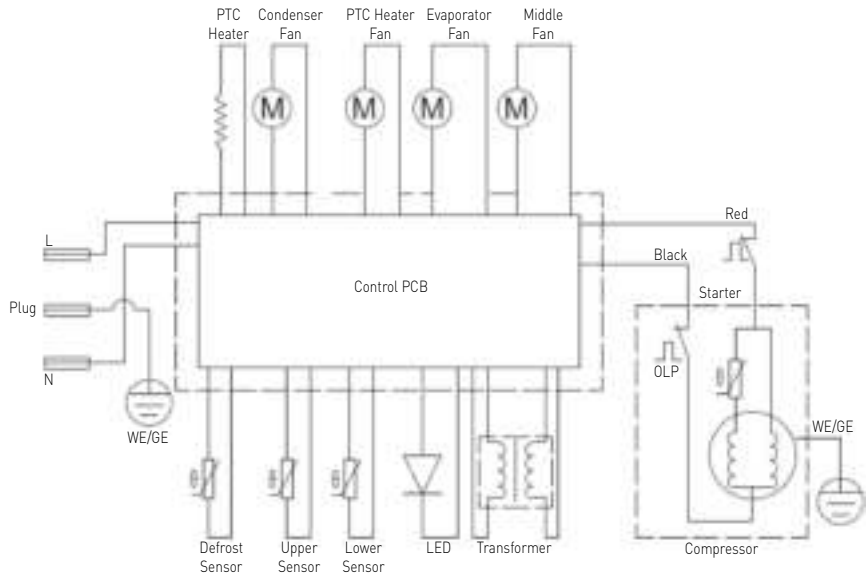 PTC
Heater
Condenser
Fan
PTC Heater
Fan
Evaporator
Fan
Middle
Fan
M
M
M
M
L
Plug
N
WE/GE
Control PCB
Red
Black
Starter
OLP
WE/GE
Compressor
Defrost
Sensor
Upper
Sensor
Lower
Sensor
LED
Transformer